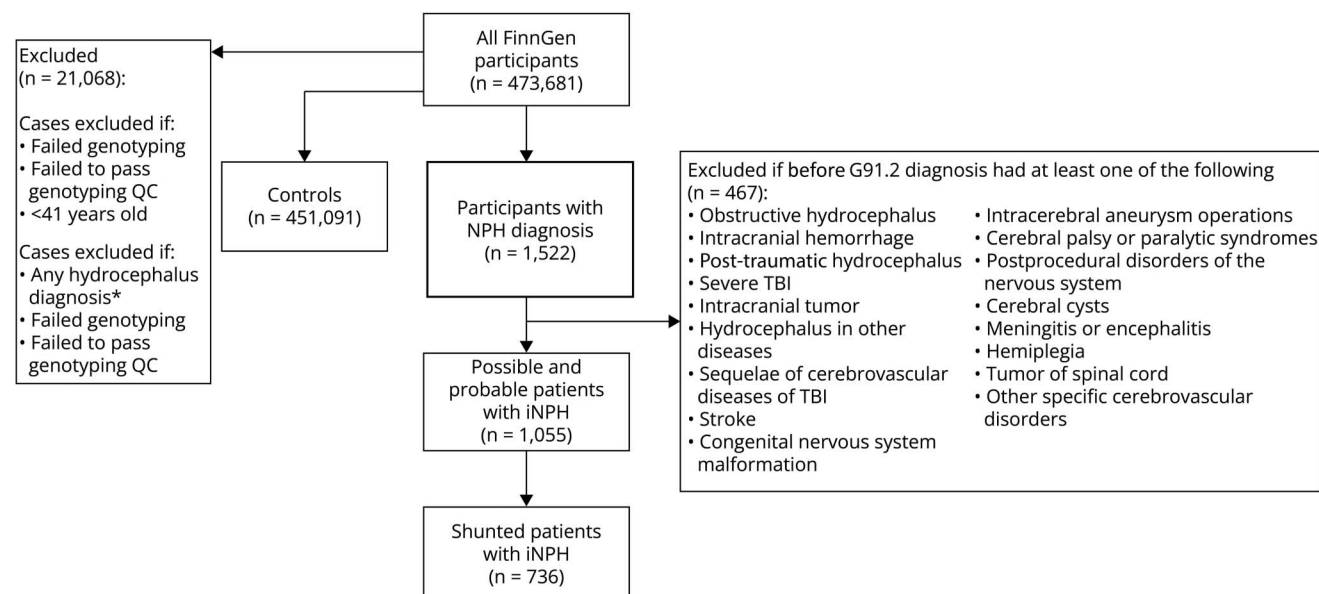 All FinnGen
participants
(n = 473,681)
Excluded
(n = 21,068):
Cases excluded if:
• Failed genotyping
• Failed to pass
genotyping QC
• <41 years old
Cases excluded if:
• Any hydrocephalus
diagnosis*
• Failed genotyping
• Failed to pass
genotyping QC
Controls
(n = 451,091)
Participants with
NPH diagnosis
(n = 1,522)
Excluded if before G91.2 diagnosis had at least one of the following
(n = 467):
• Obstructive hydrocephalus
• Intracranial hemorrhage
• Post-traumatic hydrocephalus
• Severe TBI
• Intracranial tumor
• Hydrocephalus in other
diseases
• Sequelae of cerebrovascular
diseases of TBI
• Stroke
• Congenital nervous system
malformation
• Intracerebral aneurysm operations
• Cerebral palsy or paralytic syndromes
• Postprocedural disorders of the
nervous system
• Cerebral cysts
• Meningitis or encephalitis
• Hemiplegia
• Tumor of spinal cord
• Other specific cerebrovascular
disorders
Possible and
probable patients
with iNPH
(n = 1,055)
Shunted patients
with iNPH
(n = 736)